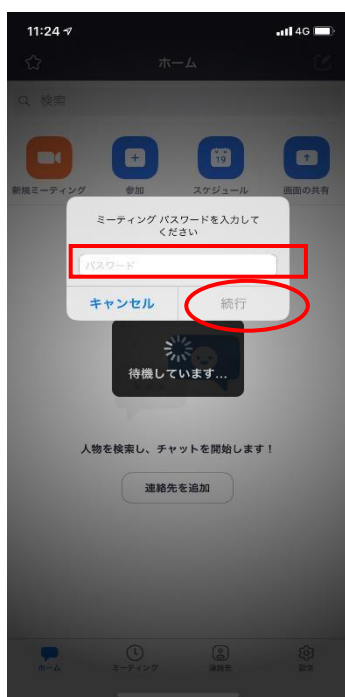 11:24
4G
ホーム
検索
19
新規ミーティング 参加 スケジュール 画面の共有
ミーティング パスワードを入力して
ください
パスワード
キャンセル 続行
待機しています...
人物を検索し、チャットを開始します！
連絡先を追加
ホーム ミーティング 連絡先 設定